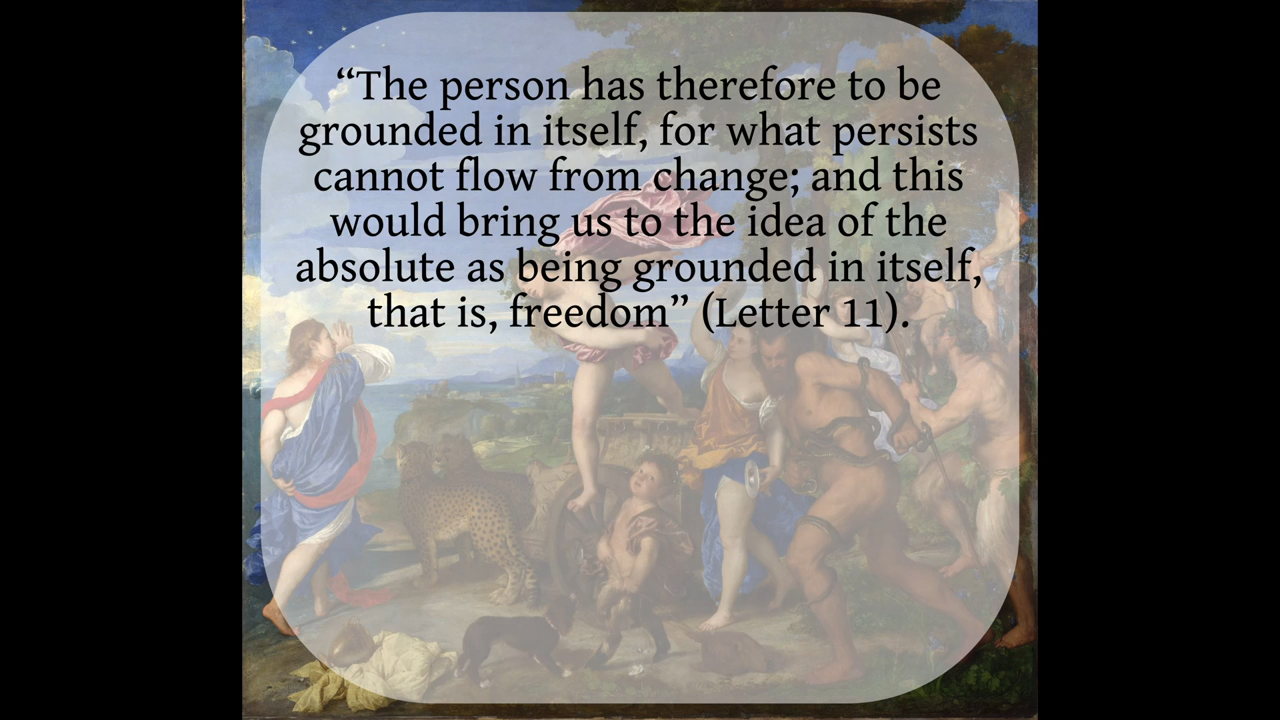 “The person has therefore to be
grounded in itself, for what persists
cannot flow from change; and this
would bring us to the idea of the
absolute as being grounded in itself,
that is, freedom” (Letter 11).